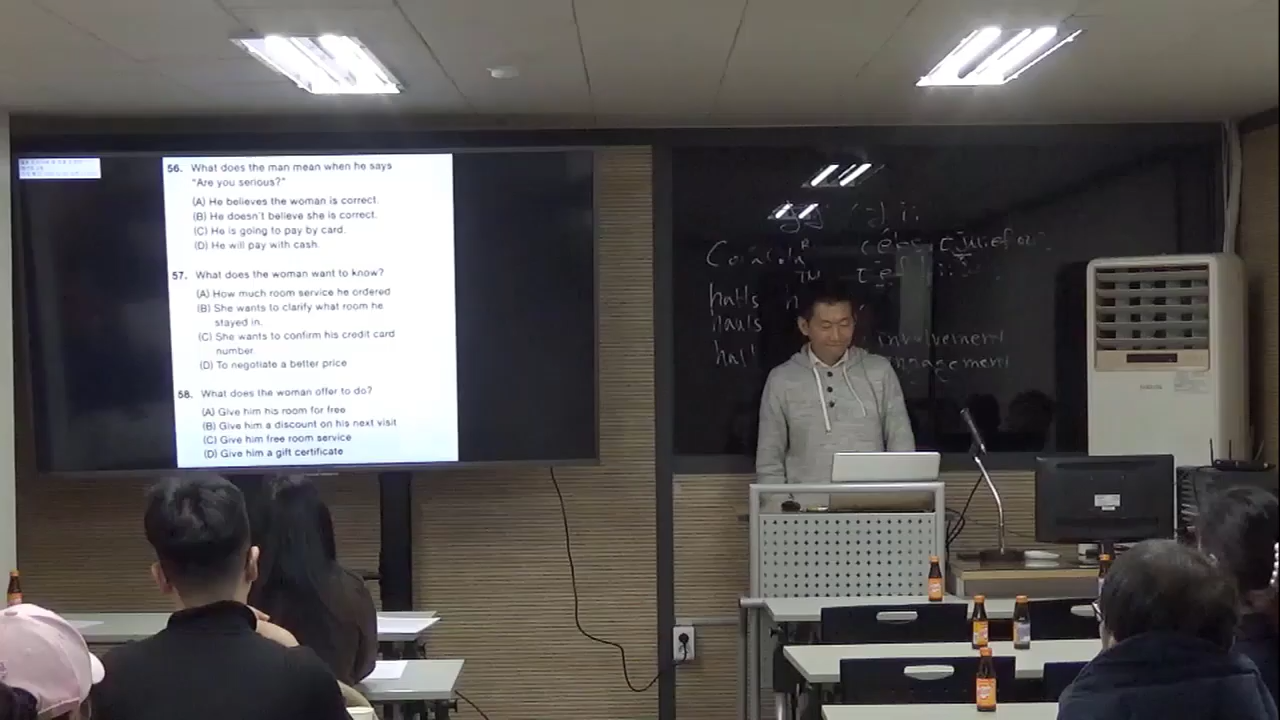 56. What does the man mean when he says
"Are you serious?"
(A) He believes the woman is correct.
(B) He doesn't believe she is correct.
(C) He is going to pay by card.
(D) He will pay with cash.
57. What does the woman want to know?
(A) How much room service he ordered
(B) She wants to clarify what room he
stayed in.
(C) She wants to confirm his credit card
number.
(D) To negotiate a better price
58. What does the woman offer to do?
(A) Give him his room for free
(B) Give him a discount on his next visit
(C) Give him free room service
(D) Give him a gift certificate
R
TM
halls
hauls
hall
involvement
engagement